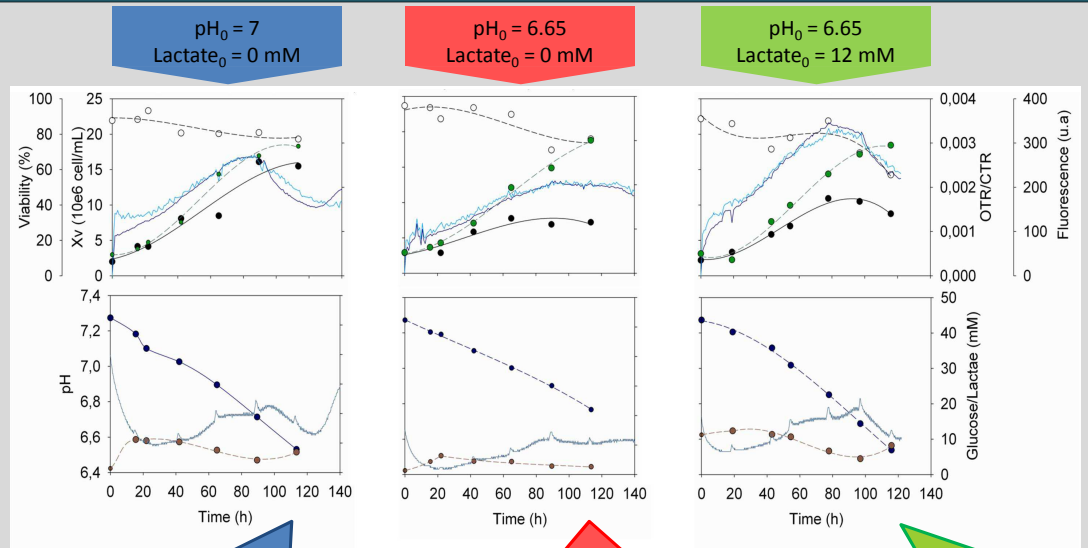 pH₀ = 7
Lactate₀ = 0 mM
pH₀ = 6.65
Lactate₀ = 0 mM
pH₀ = 6.65
Lactate₀ = 12 mM
Viability (%)
100
80
60
40
20
0
Xv (10e6 cell/mL)
25
20
15
10
5
0
OTR/CTR
0,004
0,003
0,002
0,001
0,000
Fluorescence (u.a)
400
300
200
100
0
pH
7,4
7,2
7,0
6,8
6,6
6,4
Glucose/Lactae (mM)
50
40
30
20
10
0
0 20 40 60 80 100 120 140
Time (h)
0 20 40 60 80 100 120 140
Time (h)
0 20 40 60 80 100 120 140
Time (h)